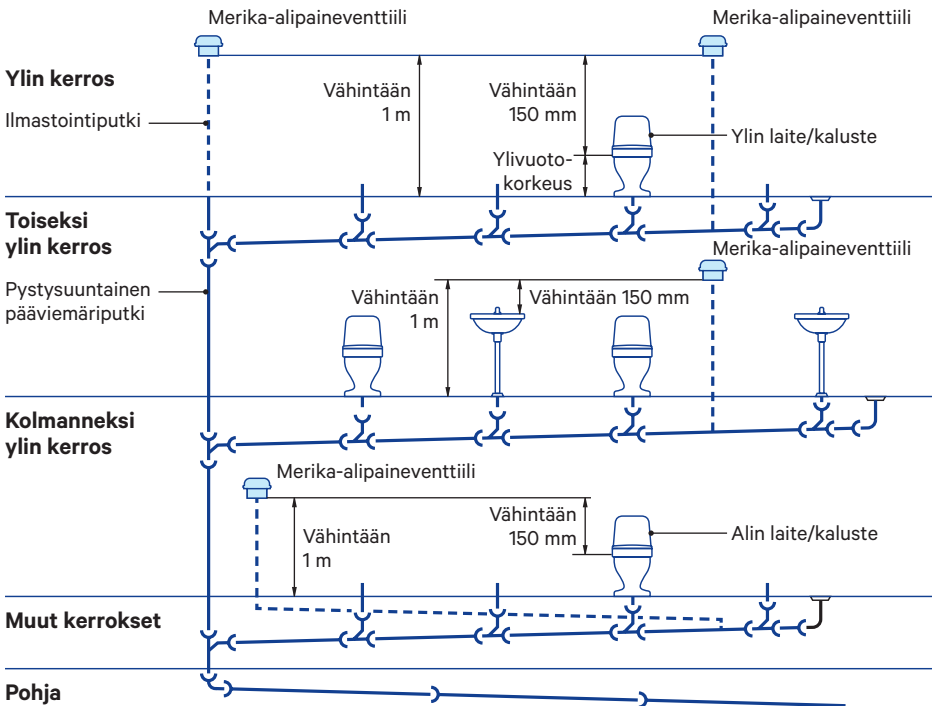 Merika-alipaineventtiili
Merika-alipaineventtiili
Ylin kerros
Vähintään
1 m
Vähintään
150 mm
Ilmastointiputki
Ylin laite/kaluste
Ylivuoto-
korkeus
Toiseksi
ylin kerros
Merika-alipaineventtiili
Pystysuuntainen
pääviemäriputki
Vähintään
1 m
Vähintään 150 mm
Kolmanneksi
ylin kerros
Merika-alipaineventtiili
Vähintään
1 m
Vähintään
150 mm
Alin laite/kaluste
Muut kerrokset
Pohja